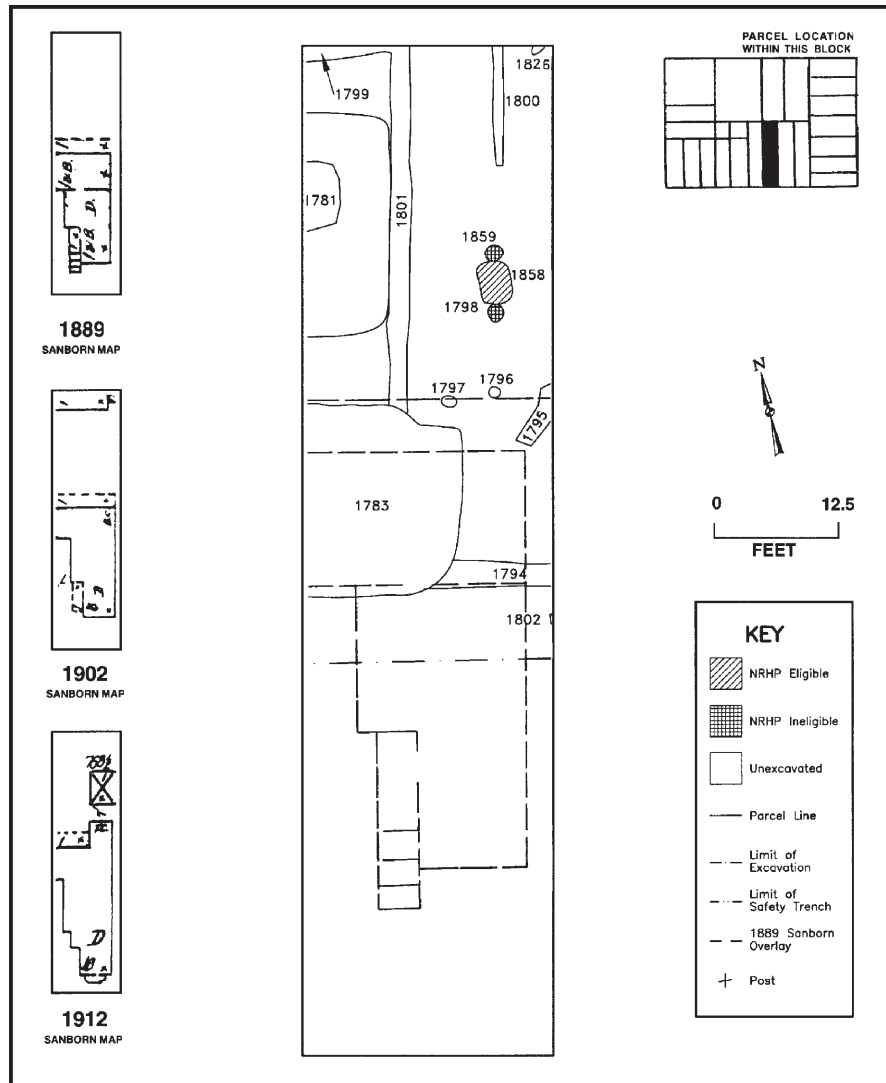 1889
SANBORN MAP
1902
SANBORN MAP
1912
SANBORN MAP
D.
D
B
D
B
1826
1800
1799
1781
1801
1859
1858
1798
1797
1796
1795
1783
1794
1802
PARCEL LOCATION
WITHIN THIS BLOCK
N
0 12.5
FEET
KEY
NRHP Eligible
NRHP Ineligible
Unexcavated
Parcel Line
Limit of
Excavation
Limit of
Safety Trench
1889 Sanborn
Overlay
Post